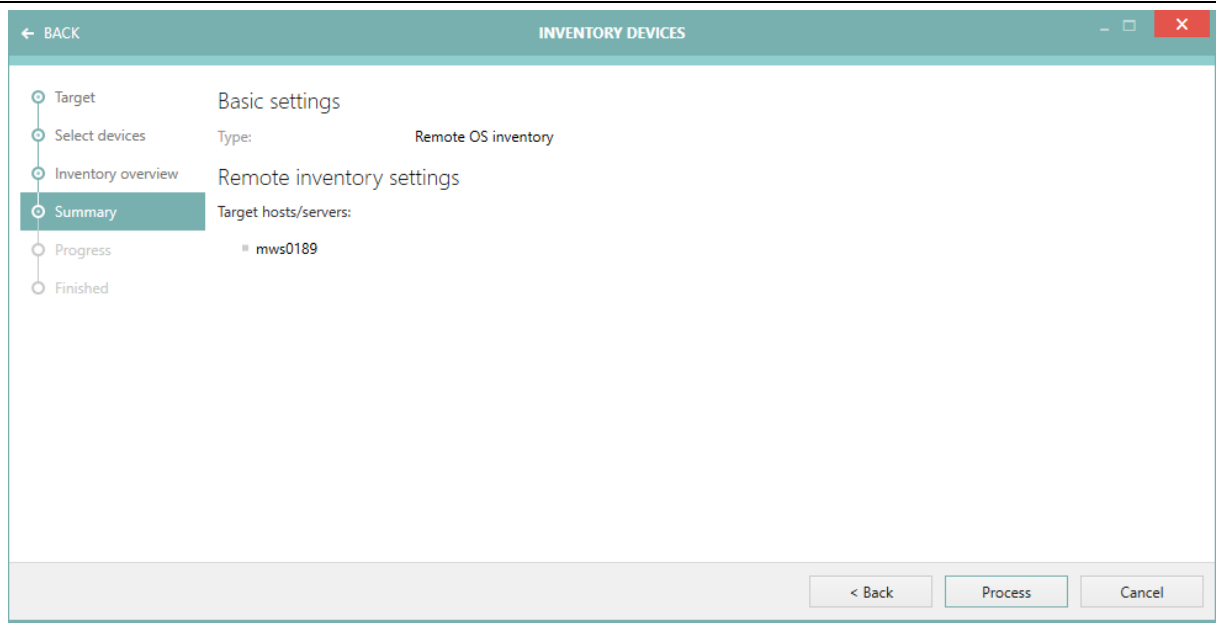 ← BACK
INVENTORY DEVICES
Target
Select devices
Inventory overview
Summary
Progress
Finished
Basic settings
Type: Remote OS inventory
Remote inventory settings
Target hosts/servers:
mws0189
< Back
Process
Cancel